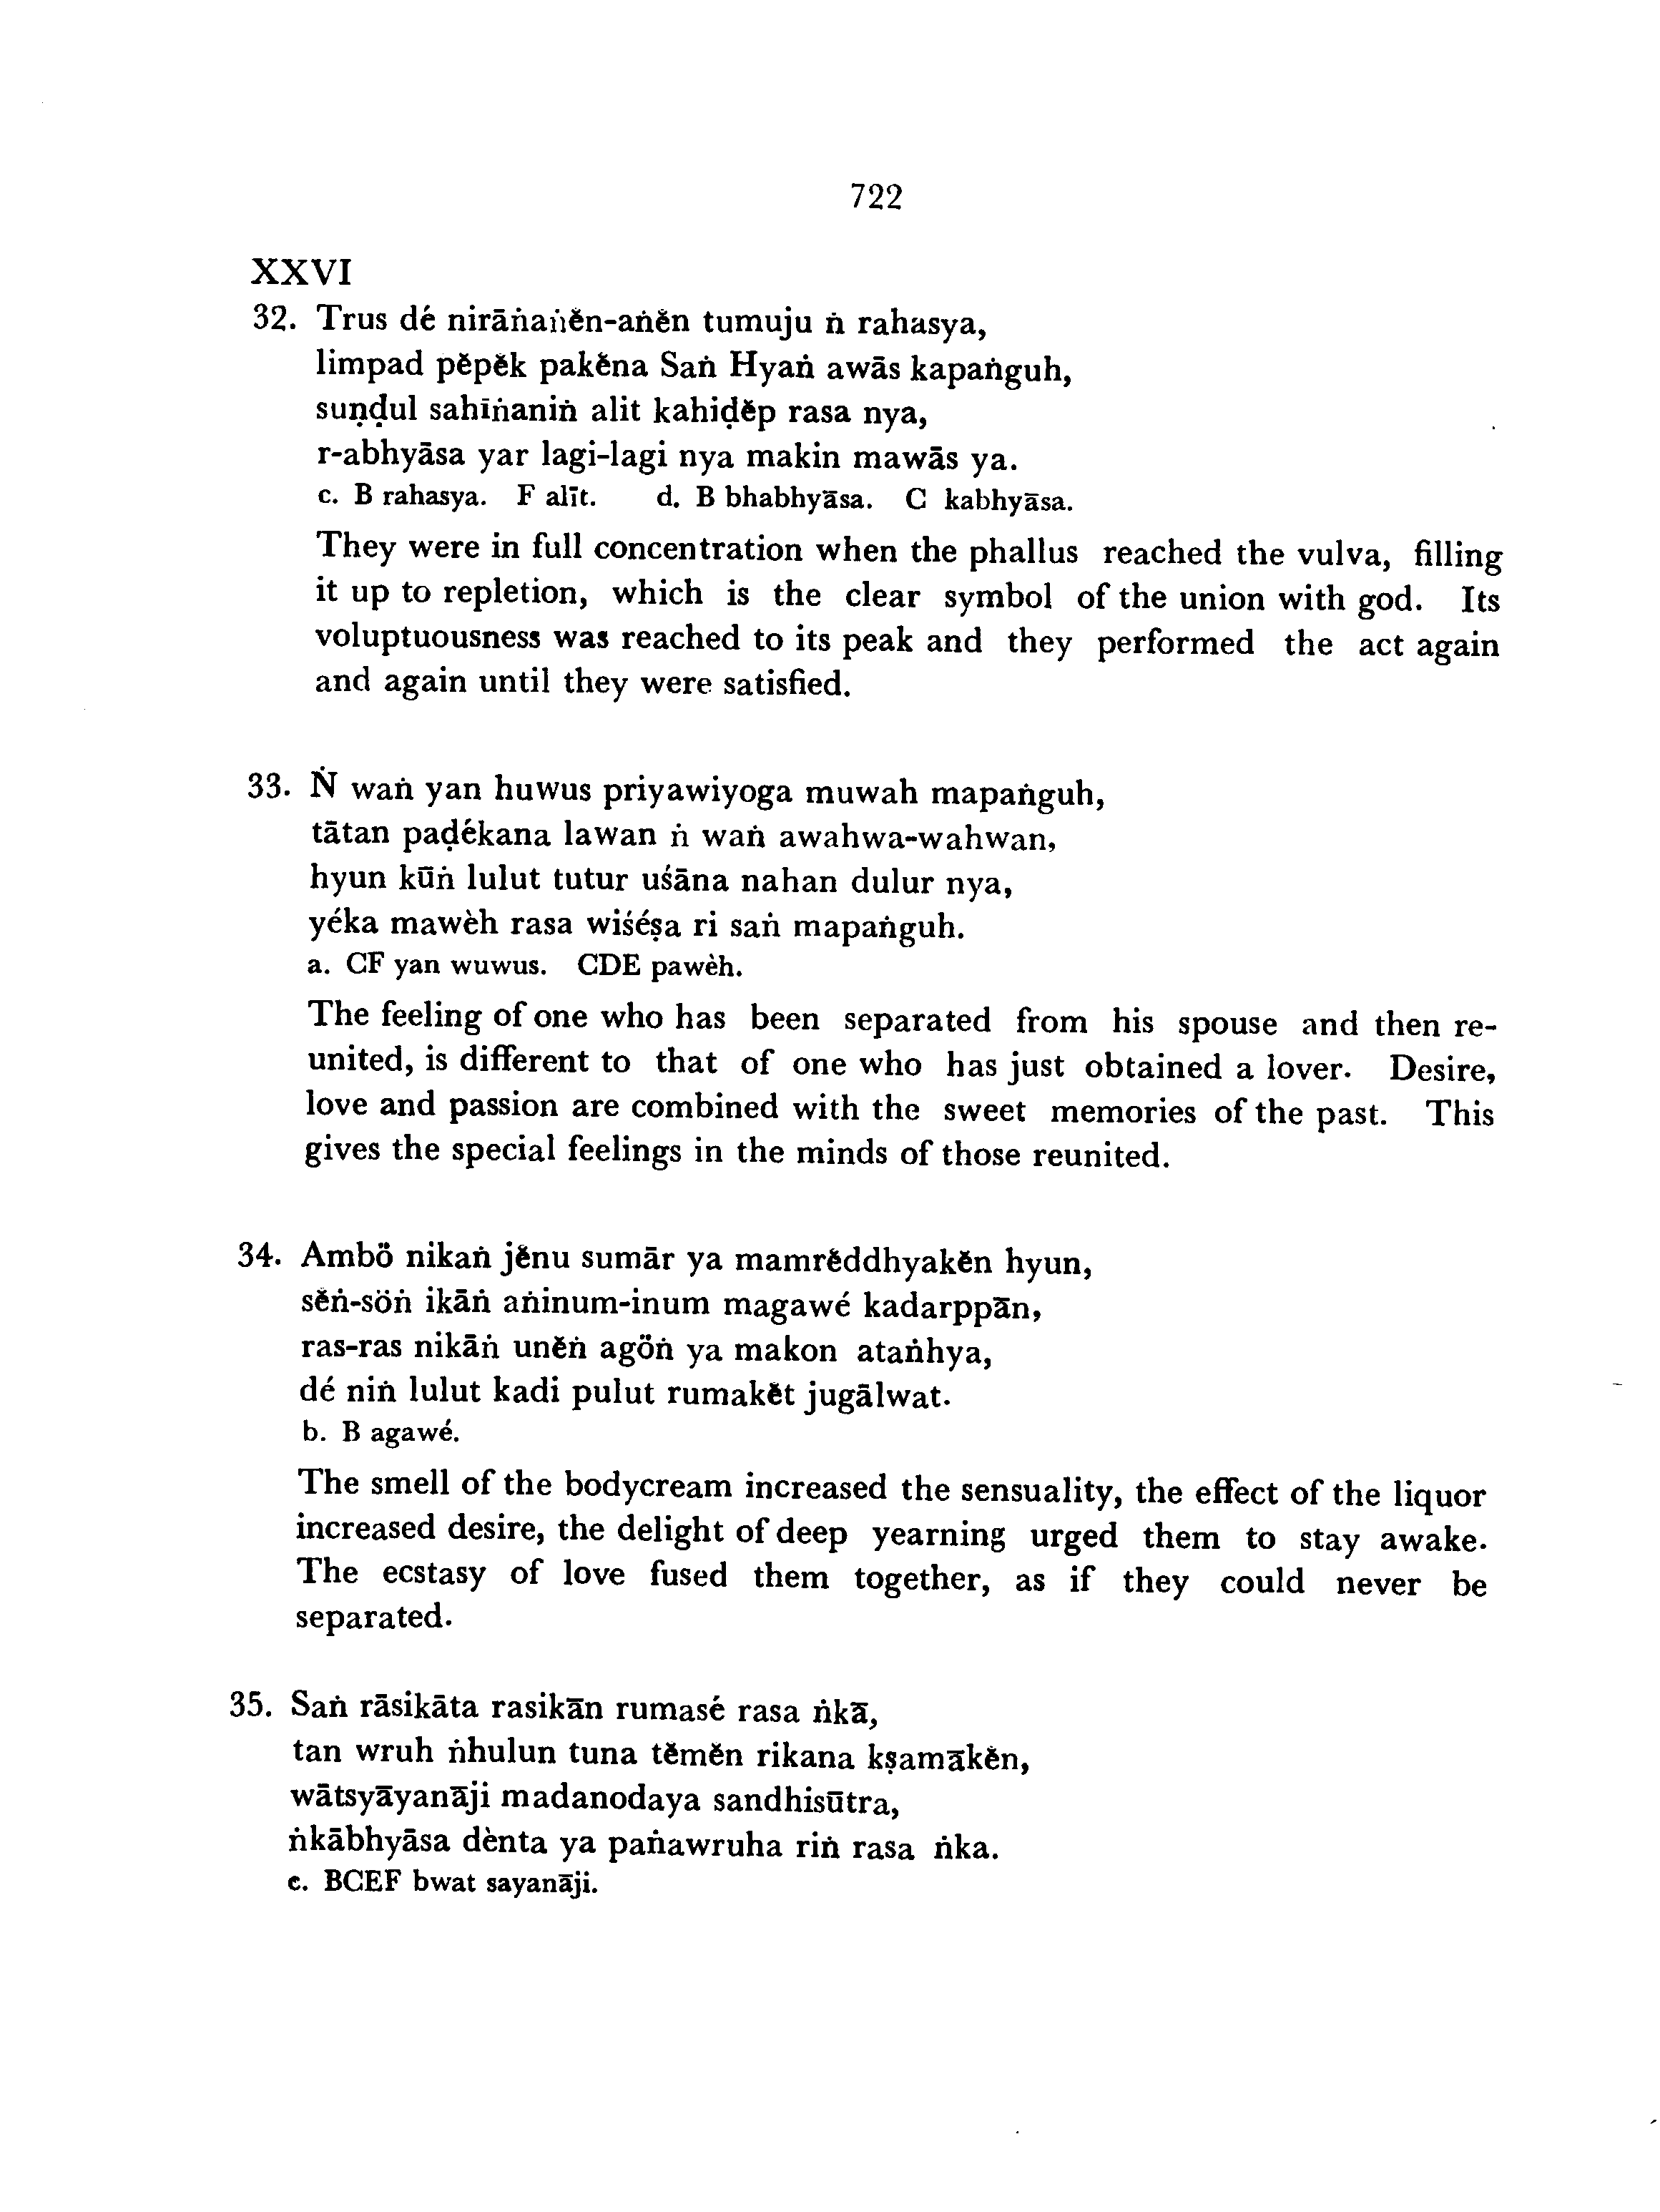 722
XXVI
32. Trus dé nirāṅaṅĕn-aṅĕn tumuju ṅ rahasya,
limpad pĕpĕk pakĕna Saṅ Hyaṅ awās kapaṅguh,
suṇḍul sahīṅaniṅ alit kahiḍĕp rasa nya,
r-abhyāsa yar lagi-lagi nya makin mawās ya.
c. B rahasya. F alīt. d. B bhabhyāsa. C kabhyāsa.
They were in full concentration when the phallus reached the vulva, filling
it up to repletion, which is the clear symbol of the union with god. Its
voluptuousness was reached to its peak and they performed the act again
and again until they were satisfied.
33. Ṅ waṅ yan huwus priyawiyoga muwah mapaṅguh,
tātan paḍékana lawan ṅ waṅ awahwa-wahwan,
hyun kūṅ lulut tutur uśāna nahan dulur nya,
yéka mawèh rasa wiśéṣa ri saṅ mapaṅguh.
a. CF yan wuwus. CDE pawèh.
The feeling of one who has been separated from his spouse and then re-
united, is different to that of one who has just obtained a lover. Desire,
love and passion are combined with the sweet memories of the past. This
gives the special feelings in the minds of those reunited.
34. Ambö nikaṅ jĕnu sumār ya mamrĕddhyakĕn hyun,
sĕṅ-söṅ ikāṅ aṅinum-inum magawé kadarppān,
ras-ras nikāṅ unĕṅ agöṅ ya makon ataṅhya,
dé niṅ lulut kadi pulut rumakĕt jugālwat.
b. B agawé.
The smell of the bodycream increased the sensuality, the effect of the liquor
increased desire, the delight of deep yearning urged them to stay awake.
The ecstasy of love fused them together, as if they could never be
separated.
35. Saṅ rāsikāta rasikān rumasé rasa ṅkā,
tan wruh ṅhulun tuna tĕmĕn rikana kṣamākĕn,
wātsyāyanāji madanodaya sandhisūtra,
ṅkābhyāsa dènta ya paṅawruha riṅ rasa ṅka.
c. BCEF bwat sayanāji.